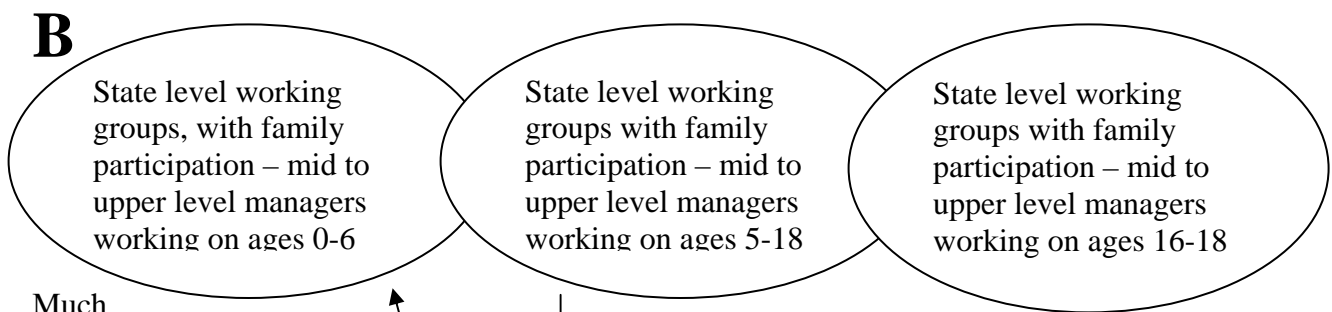 B
State level working
groups, with family
participation – mid to
upper level managers
working on ages 0-6
State level working
groups with family
participation – mid to
upper level managers
working on ages 5-18
State level working
groups with family
participation – mid to
upper level managers
working on ages 16-18
Much